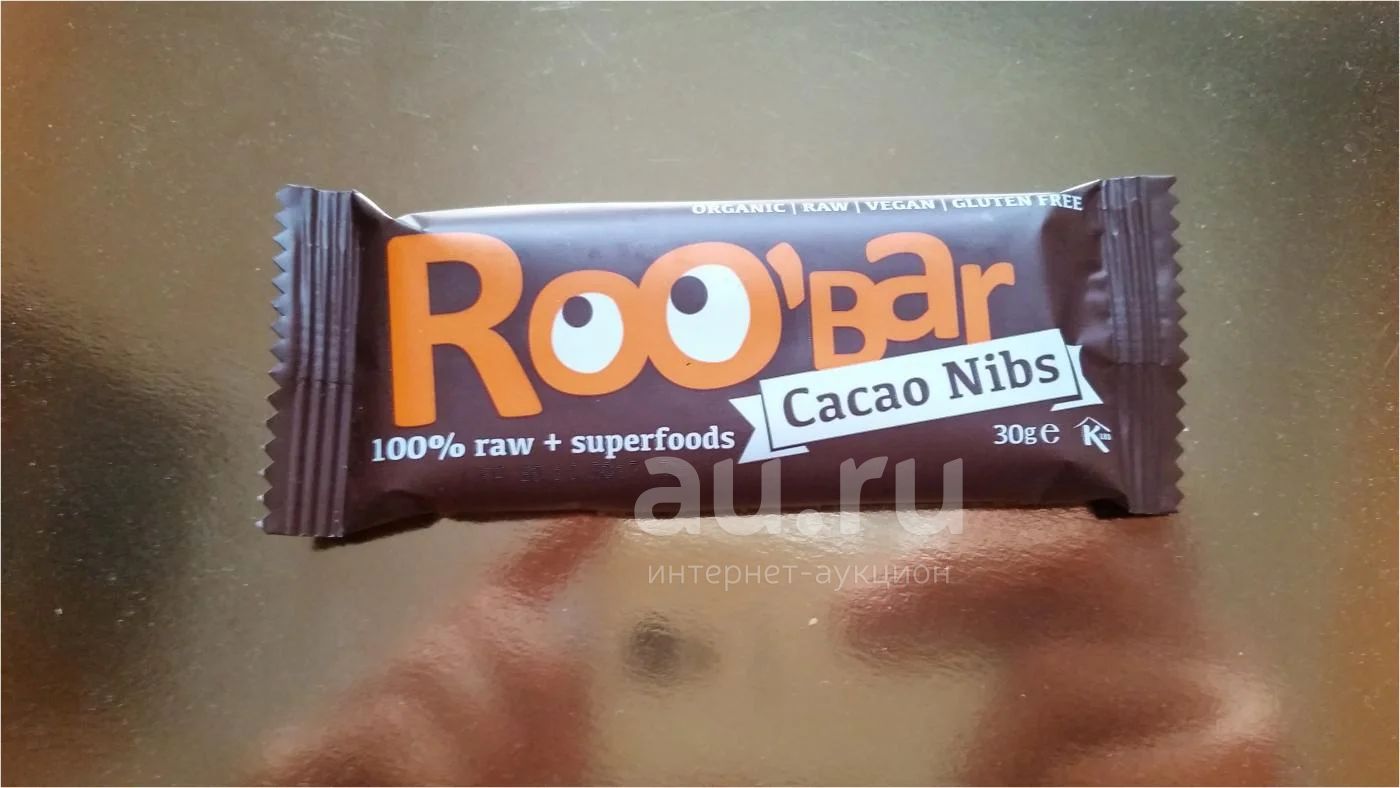 ORGANIC | RAW | VEGAN | GLUTEN FREE
Roo'Bar
Cacao Nibs
100% raw + superfoods
30g e K
au.ru
интернет-аукцион